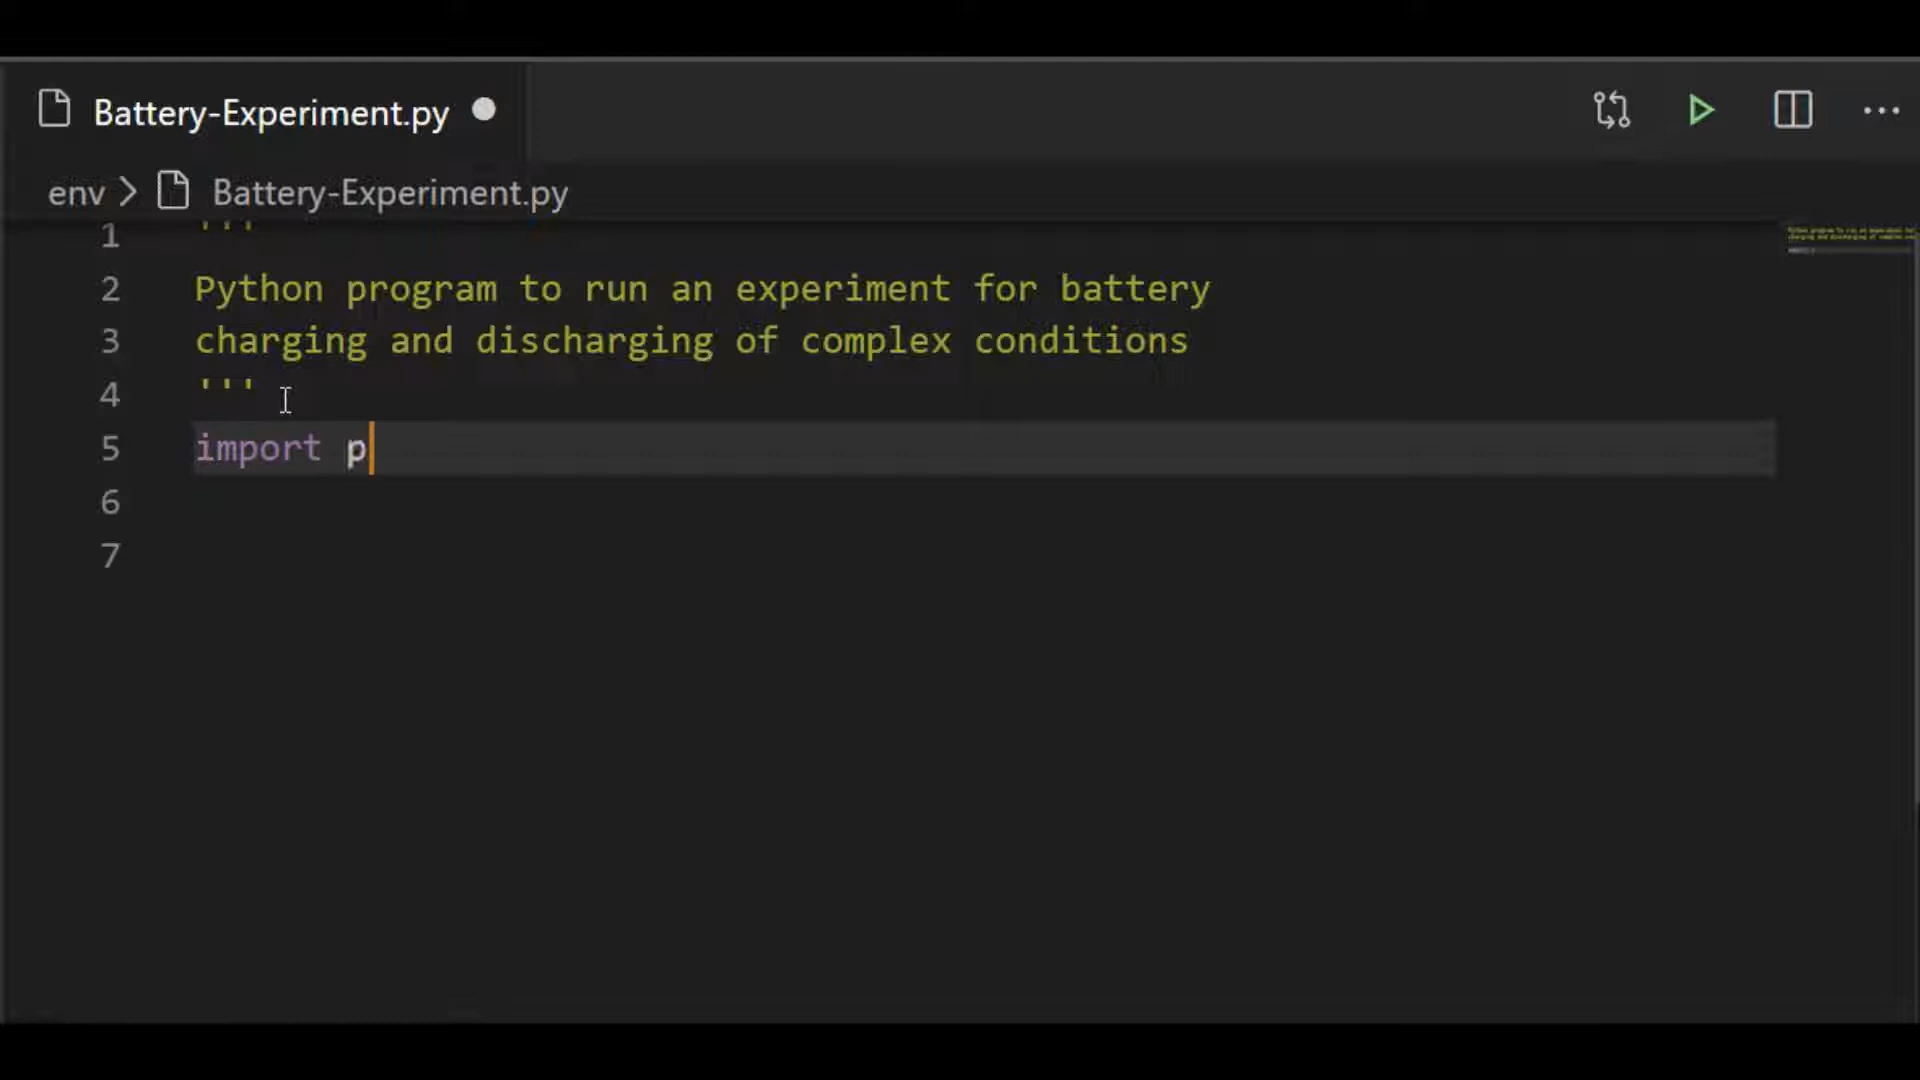 Battery-Experiment.py
env > Battery-Experiment.py
1 '''
2 Python program to run an experiment for battery
3 charging and discharging of complex conditions
4 '''
5 import p
6
7